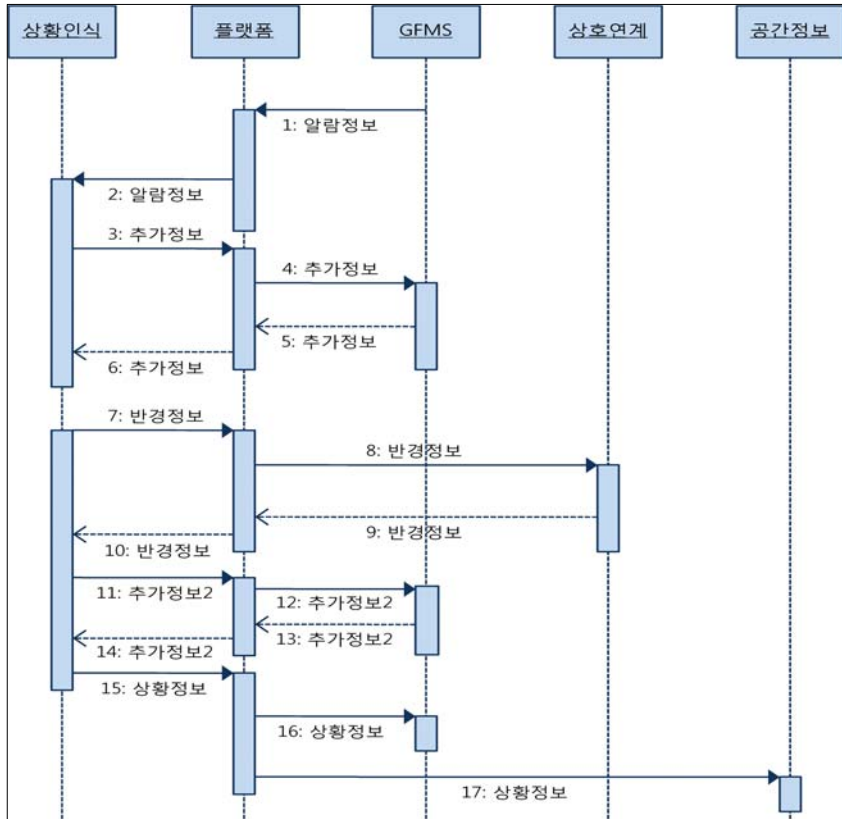 상황인식
플랫폼
GFMS
상호연계
공간정보
1: 알람정보
2: 알람정보
3: 추가정보
4: 추가정보
5: 추가정보
6: 추가정보
7: 반경정보
8: 반경정보
9: 반경정보
10: 반경정보
11: 추가정보2
12: 추가정보2
13: 추가정보2
14: 추가정보2
15: 상황정보
16: 상황정보
17: 상황정보